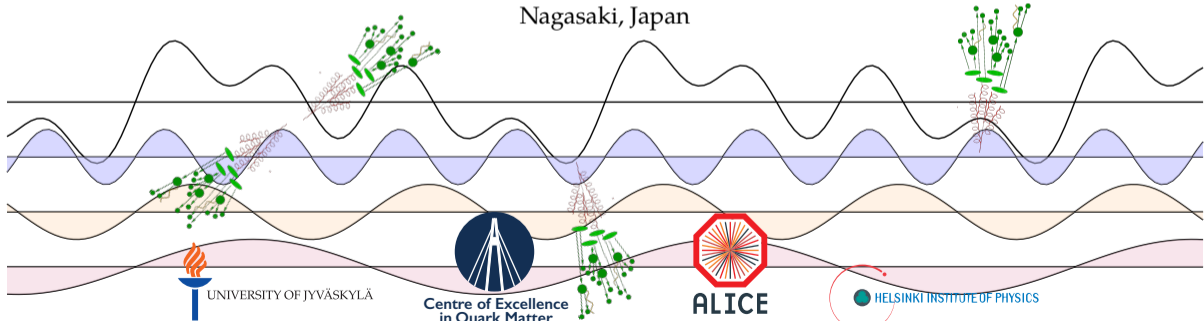 Nagasaki, Japan
UNIVERSITY OF JYVÄSKYLÄ
Centre of Excellence
in Quark Matter
ALICE
HELSINKI INSTITUTE OF PHYSICS